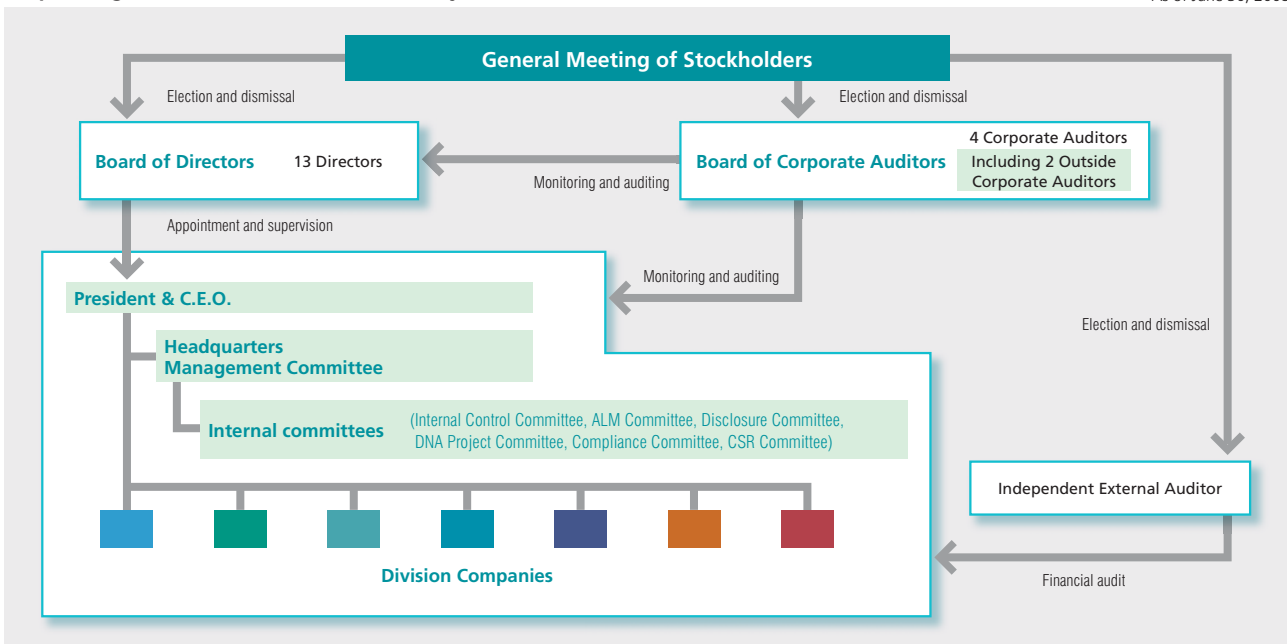 General Meeting of Stockholders
Election and dismissal
Election and dismissal
Board of Directors 13 Directors
Board of Corporate Auditors
4 Corporate Auditors
Including 2 Outside
Corporate Auditors
Monitoring and auditing
Appointment and supervision
Monitoring and auditing
President & C.E.O.
Election and dismissal
Headquarters
Management Committee
Internal committees
(Internal Control Committee, ALM Committee, Disclosure Committee,
DNA Project Committee, Compliance Committee, CSR Committee)
Independent External Auditor
Division Companies
Financial audit